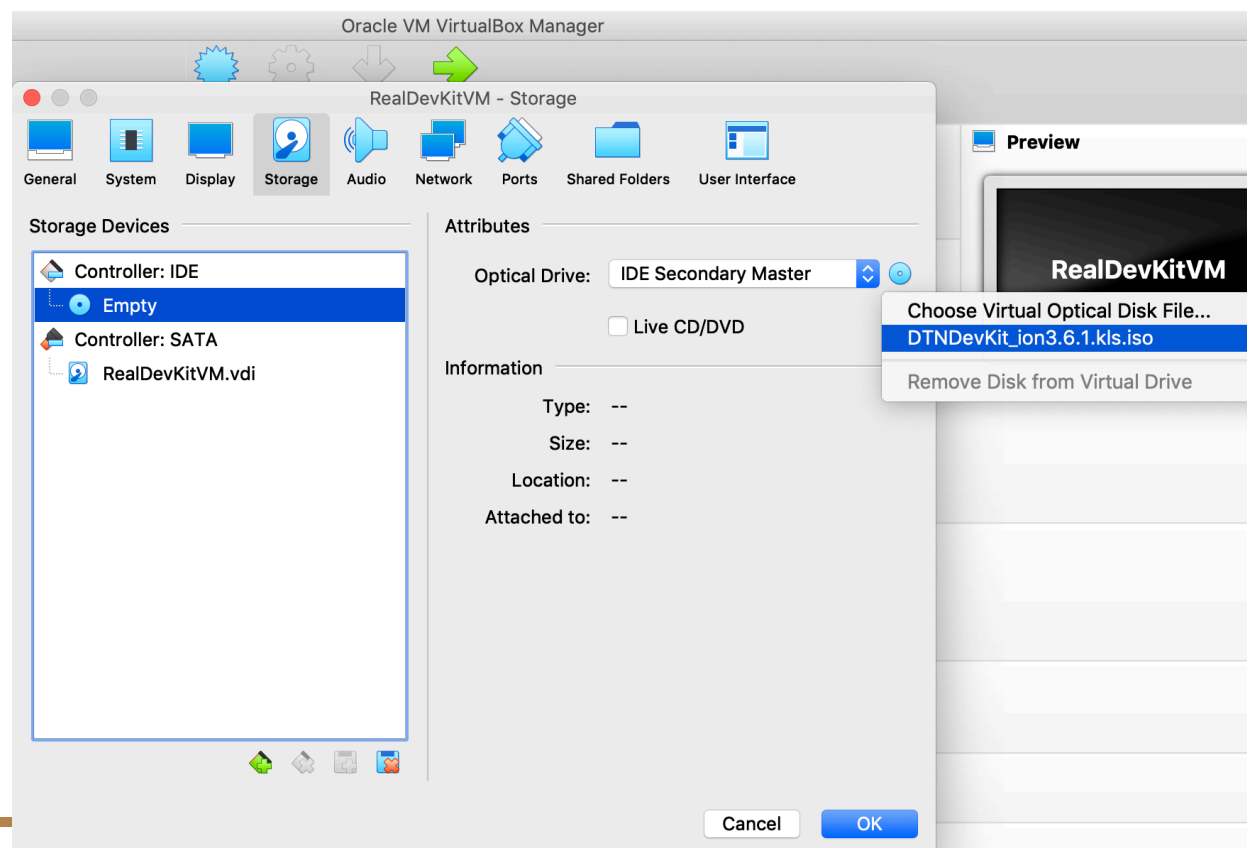 Oracle VM VirtualBox Manager
RealDevKitVM - Storage
General System Display Storage Audio Network Ports Shared Folders User Interface
Preview
RealDevKitVM
Storage Devices
Controller: IDE
Empty
Controller: SATA
RealDevKitVM.vdi
Attributes
Optical Drive: IDE Secondary Master
Live CD/DVD
Choose Virtual Optical Disk File...
DTNDevKit_ion3.6.1.kls.iso
Remove Disk from Virtual Drive
Information
Type: --
Size: --
Location: --
Attached to: --
Cancel OK